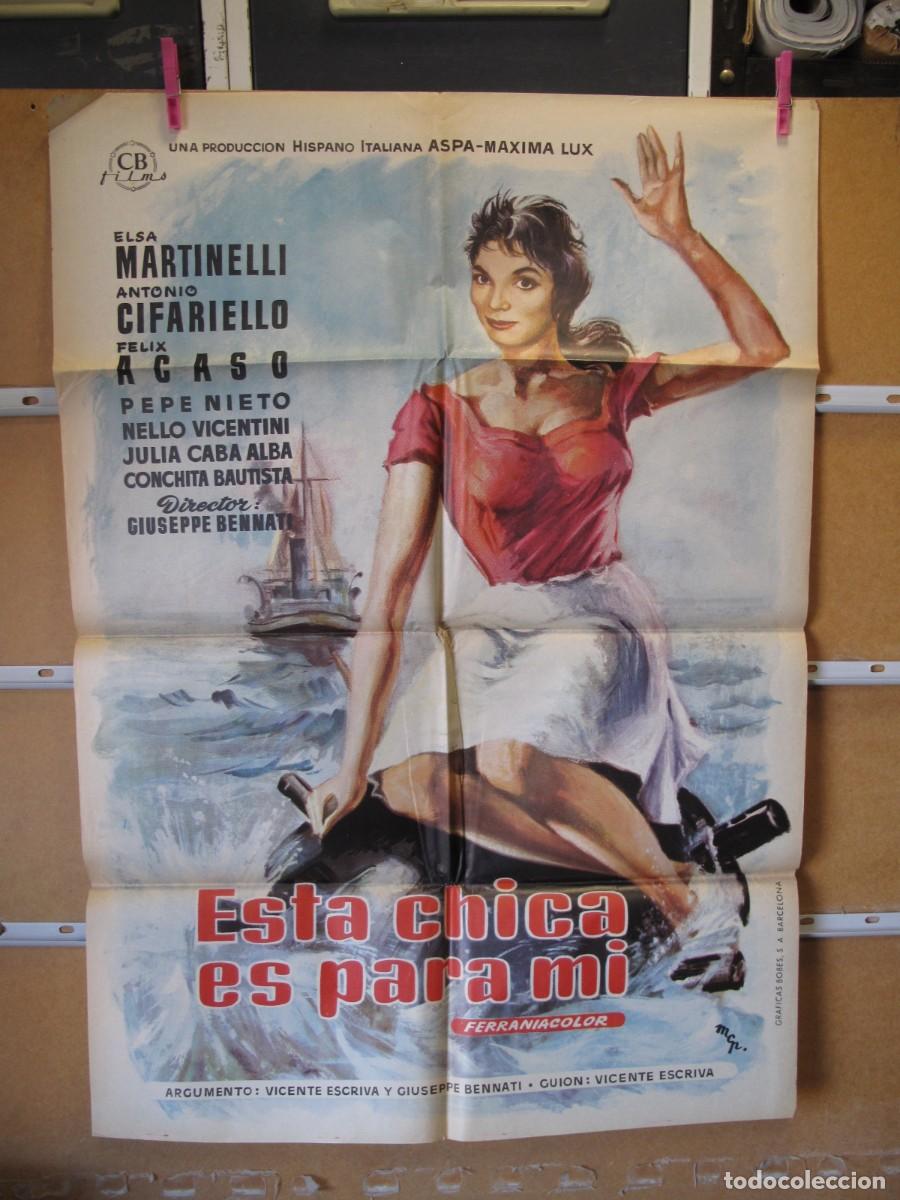 CB
films
UNA PRODUCCION HISPANO ITALIANA ASPA-MAXIMA LUX
ELSA
MARTINELLI
ANTONIO
CIFARIELLO
FELIX
ACASO
PEPE NIETO
NELLO VICENTINI
JULIA CABA ALBA
CONCHITA BAUTISTA
Director:
GIUSEPPE BENNATI
Esta chica
es para mi
FERRANIACOLOR
mcp.
GRAFICAS BOBES, S. A. BARCELONA
ARGUMENTO: VICENTE ESCRIVA Y GIUSEPPE BENNATI • GUION: VICENTE ESCRIVA
todocoleccion